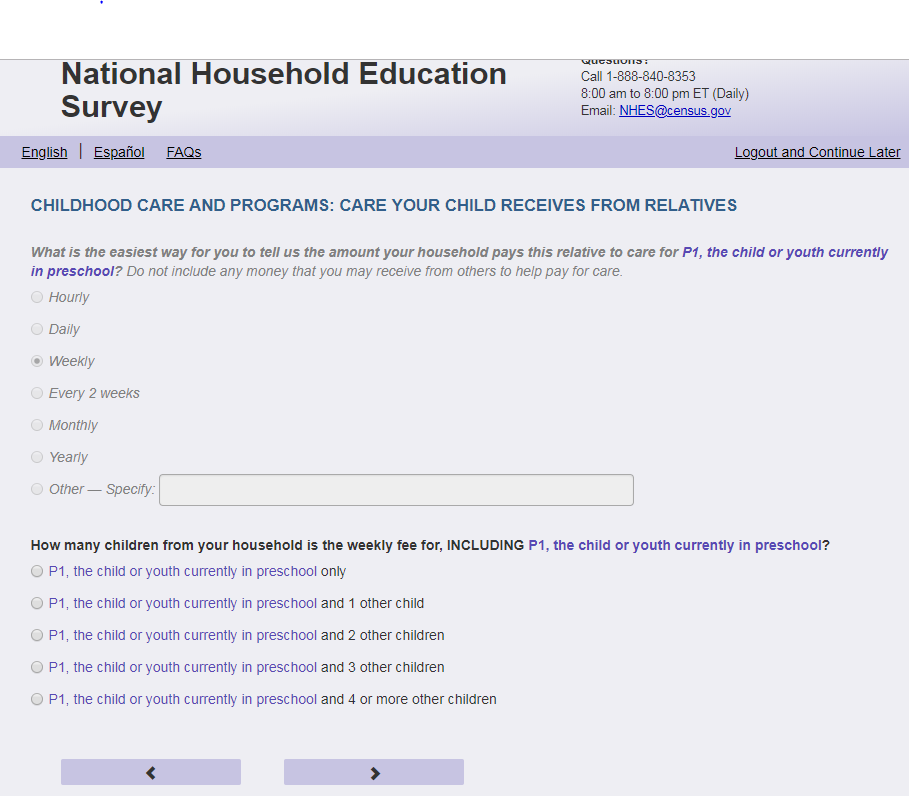 National Household Education
Survey
Questions?
Call 1-888-840-8353
8:00 am to 8:00 pm ET (Daily)
Email: NHES@census.gov
English | Español FAQs
Logout and Continue Later
CHILDHOOD CARE AND PROGRAMS: CARE YOUR CHILD RECEIVES FROM RELATIVES
What is the easiest way for you to tell us the amount your household pays this relative to care for P1, the child or youth currently
in preschool? Do not include any money that you may receive from others to help pay for care.
Hourly
Daily
Weekly
Every 2 weeks
Monthly
Yearly
Other — Specify:
How many children from your household is the weekly fee for, INCLUDING P1, the child or youth currently in preschool?
P1, the child or youth currently in preschool only
P1, the child or youth currently in preschool and 1 other child
P1, the child or youth currently in preschool and 2 other children
P1, the child or youth currently in preschool and 3 other children
P1, the child or youth currently in preschool and 4 or more other children